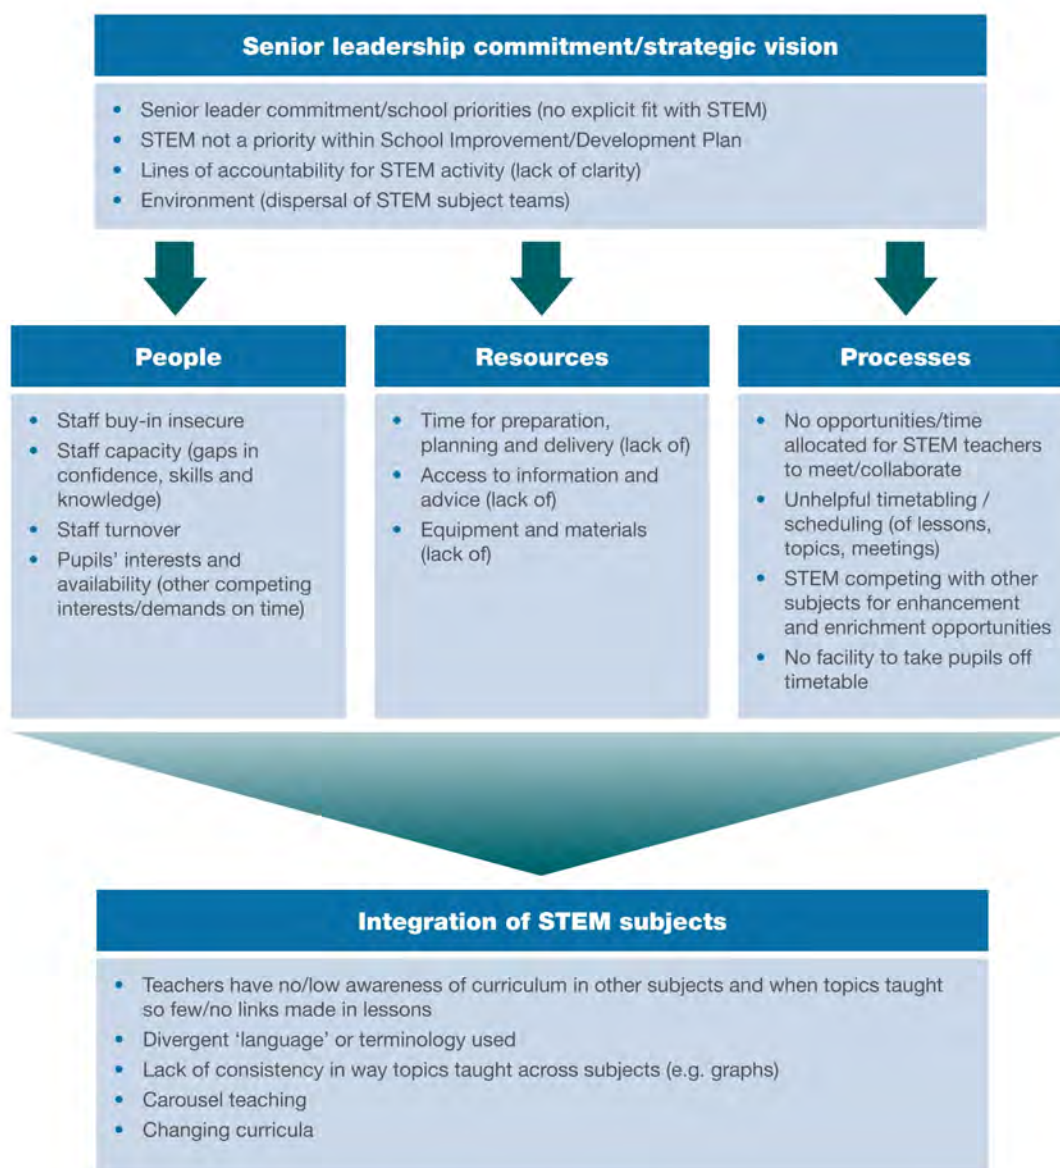 Senior leadership commitment/strategic vision
• Senior leader commitment/school priorities (no explicit fit with STEM)
• STEM not a priority within School Improvement/Development Plan
• Lines of accountability for STEM activity (lack of clarity)
• Environment (dispersal of STEM subject teams)
People
• Staff buy-in insecure
• Staff capacity (gaps in
confidence, skills and
knowledge)
• Staff turnover
• Pupils’ interests and
availability (other competing
interests/demands on time)
Resources
• Time for preparation,
planning and delivery (lack of)
• Access to information and
advice (lack of)
• Equipment and materials
(lack of)
Processes
• No opportunities/time
allocated for STEM teachers
to meet/collaborate
• Unhelpful timetabling /
scheduling (of lessons,
topics, meetings)
• STEM competing with other
subjects for enhancement
and enrichment opportunities
• No facility to take pupils off
timetable
Integration of STEM subjects
• Teachers have no/low awareness of curriculum in other subjects and when topics taught
so few/no links made in lessons
• Divergent ‘language’ or terminology used
• Lack of consistency in way topics taught across subjects (e.g. graphs)
• Carousel teaching
• Changing curricula